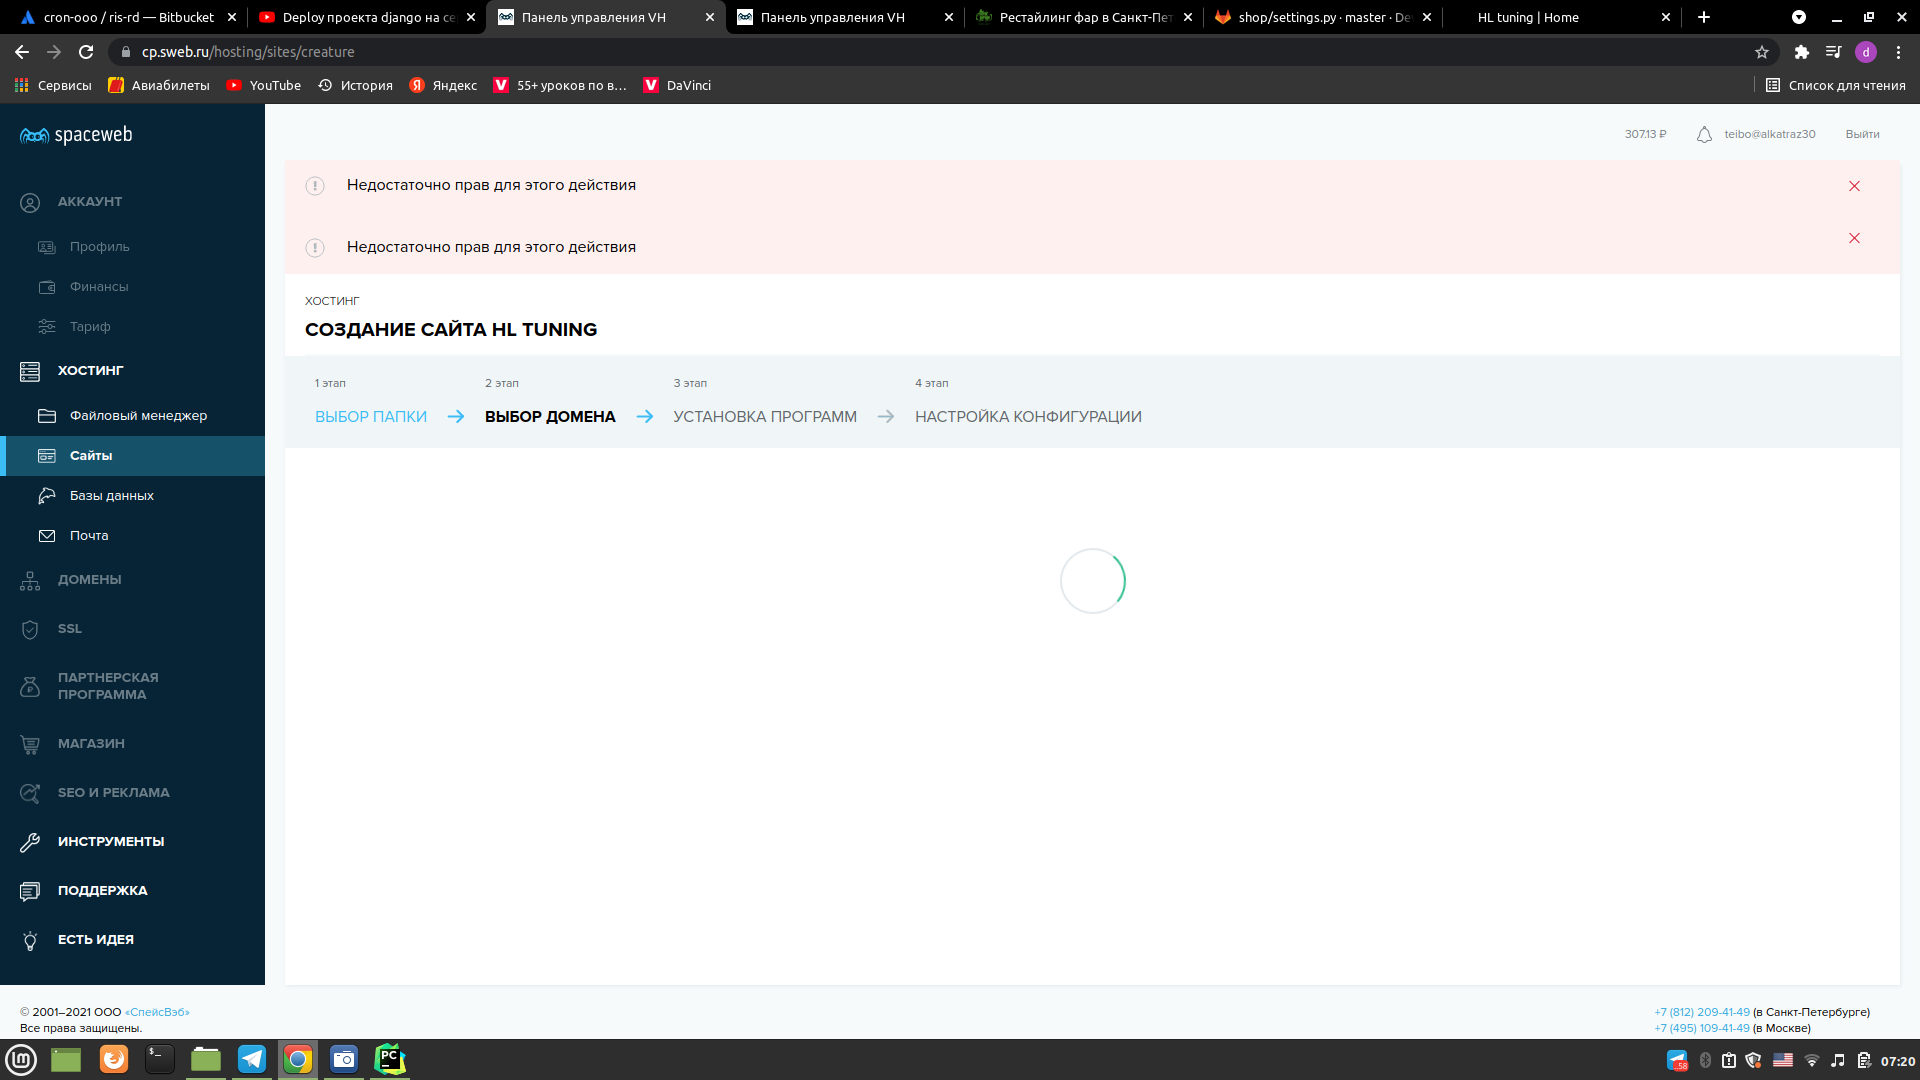 cron-ooo / ris-rd — Bitbucket
Deploy проекта django на се
Панель управления VH
Панель управления VH
Рестайлинг фар в Санкт-Пет
shop/settings.py · master · De
HL tuning | Home
cp.sweb.ru/hosting/sites/creature
d
Сервисы
Авиабилеты
YouTube
История
Яндекс
55+ уроков по в...
DaVinci
Список для чтения
spaceweb
307.13 ₽
teibo@alkatraz30
Выйти
Недостаточно прав для этого действия
Недостаточно прав для этого действия
АККАУНТ
Профиль
Финансы
Тариф
ХОСТИНГ
Файловый менеджер
Сайты
Базы данных
Почта
ДОМЕНЫ
SSL
ПАРТНЕРСКАЯ
ПРОГРАММА
МАГАЗИН
SEO И РЕКЛАМА
ИНСТРУМЕНТЫ
ПОДДЕРЖКА
ЕСТЬ ИДЕЯ
ХОСТИНГ
СОЗДАНИЕ САЙТА HL TUNING
1 этап
ВЫБОР ПАПКИ
2 этап
ВЫБОР ДОМЕНА
3 этап
УСТАНОВКА ПРОГРАММ
4 этап
НАСТРОЙКА КОНФИГУРАЦИИ
© 2001–2021 ООО «СпейсВэб»
Все права защищены.
+7 (812) 209-41-49 (в Санкт-Петербурге)
+7 (495) 109-41-49 (в Москве)
PC
58
07:20